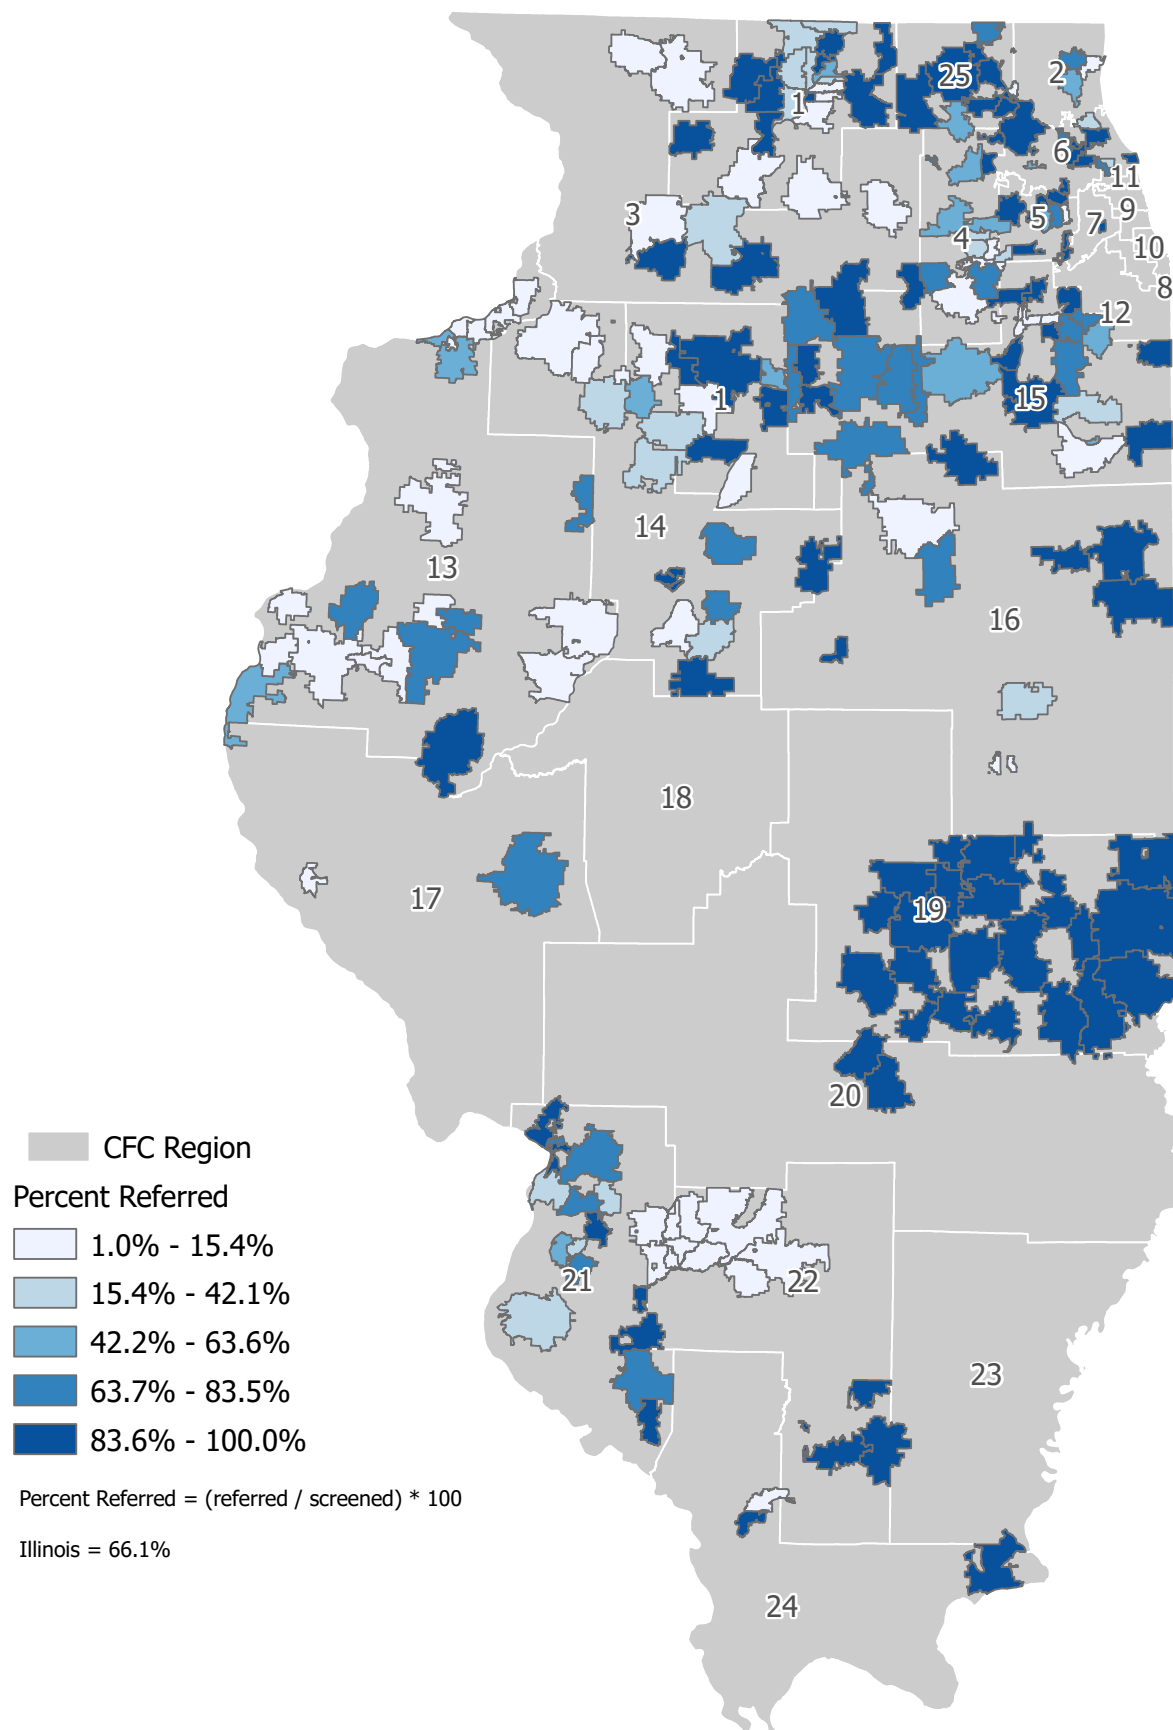 25
2
1
6
11
3
5
9
4
7
10
8
12
1
15
14
13
16
18
17
19
20
CFC Region
Percent Referred
1.0% - 15.4%
15.4% - 42.1%
21
22
42.2% - 63.6%
63.7% - 83.5%
23
83.6% - 100.0%
Percent Referred = (referred / screened) * 100
Illinois = 66.1%
24